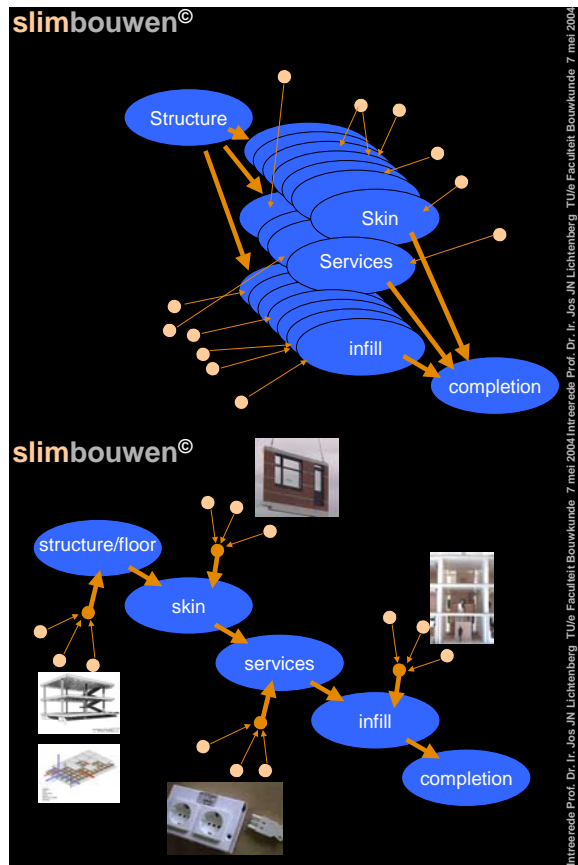 slimbouwen©
Structure
Skin
Services
infill
completion
Intreerede Prof. Dr. Ir. Jos JN Lichtenberg TU/e Faculteit Bouwkunde 7 mei 2004
slimbouwen©
structure/floor
skin
services
infill
completion
Intreerede Prof. Dr. Ir. Jos JN Lichtenberg TU/e Faculteit Bouwkunde 7 mei 2004